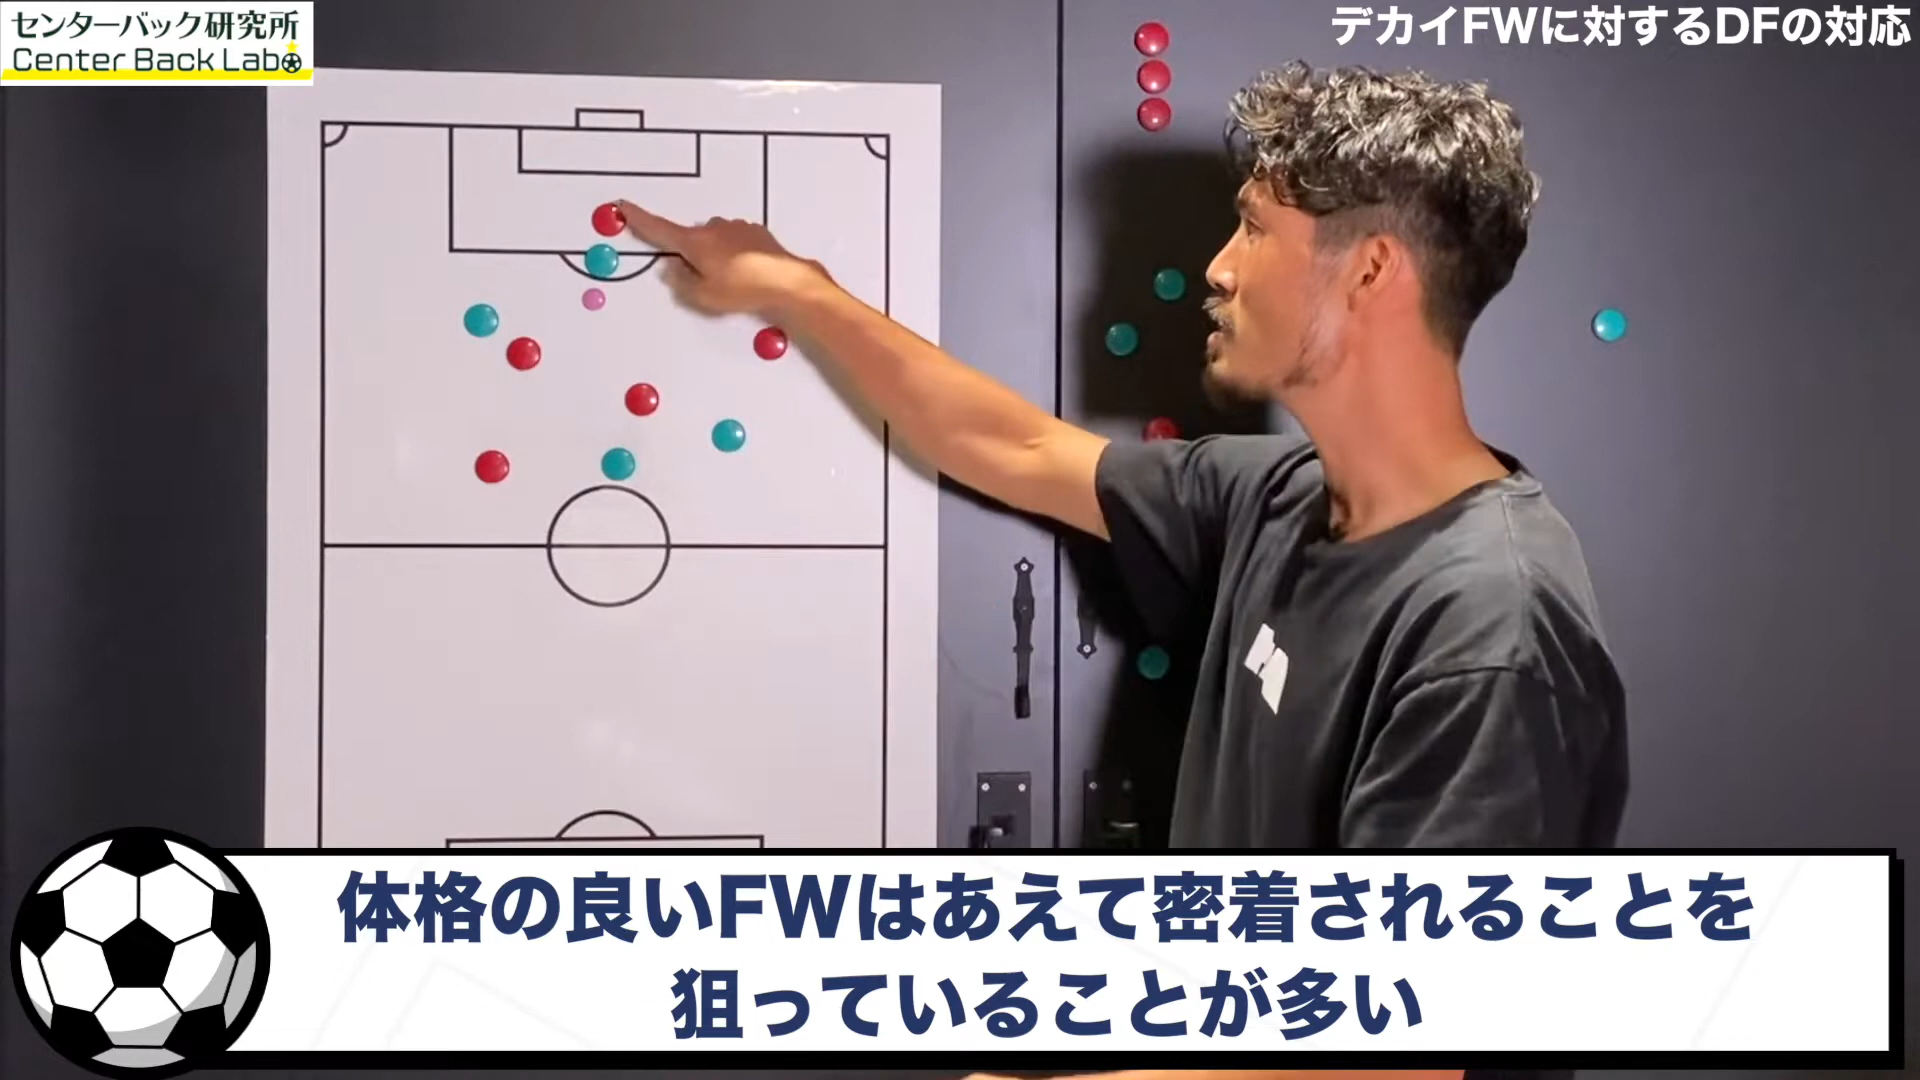 センターバック研究所
Center Back Labo
デカイFWに対するDFの対応
体格の良いFWはあえて密着されることを
狙っていることが多い